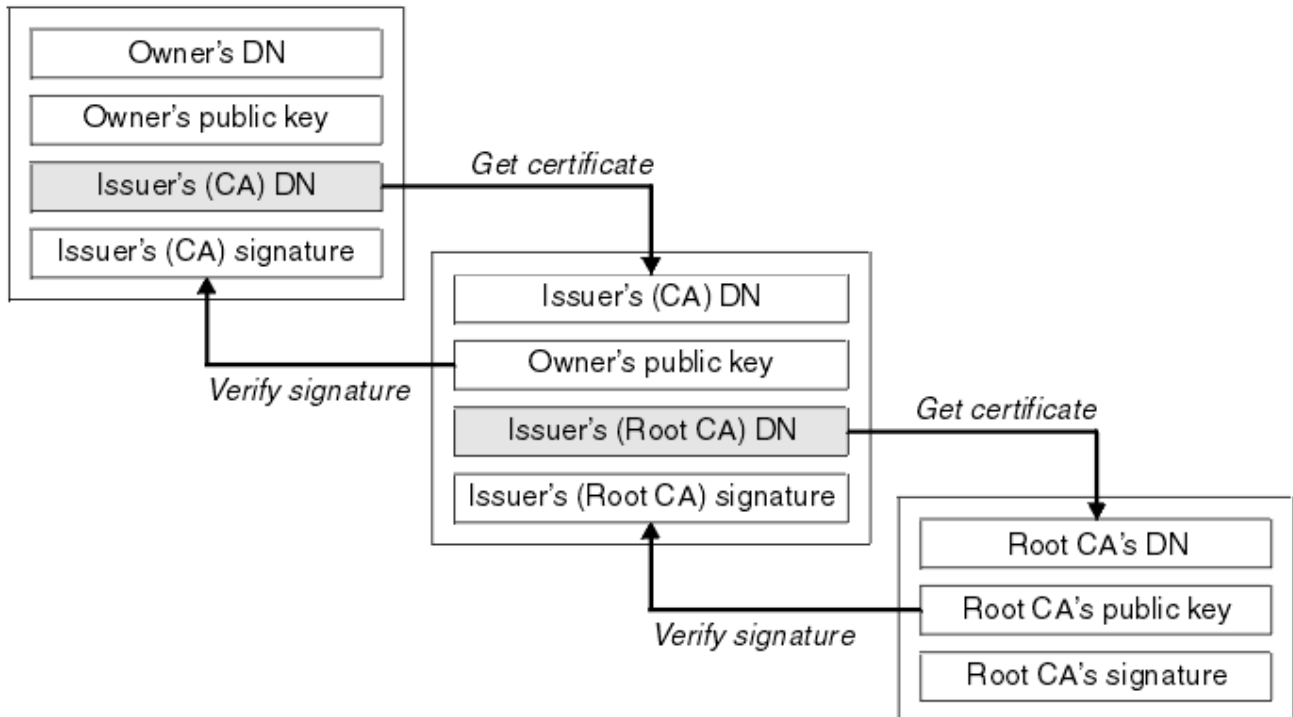 Owner's DN
Owner's public key
Issuer's (CA) DN
Issuer's (CA) signature
Get certificate
Verify signature
Issuer's (CA) DN
Owner's public key
Issuer's (Root CA) DN
Issuer's (Root CA) signature
Get certificate
Verify signature
Root CA's DN
Root CA's public key
Root CA's signature